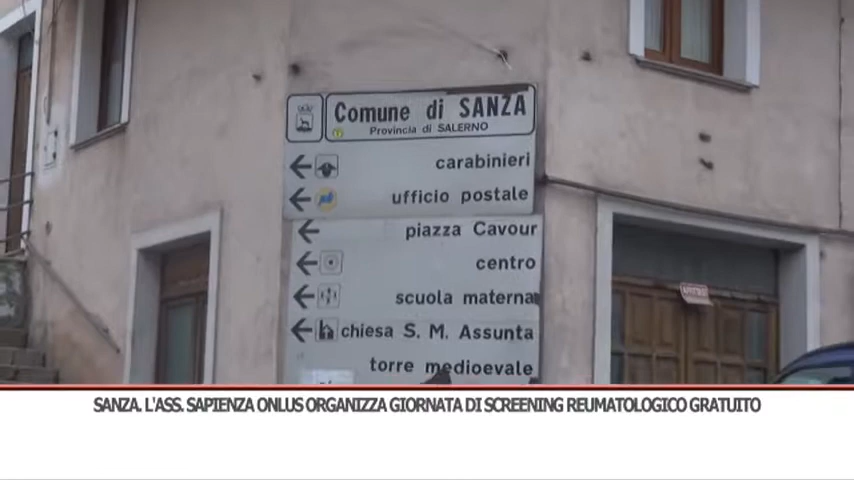 Comune di SANZA
Provincia di SALERNO
carabinieri
ufficio postale
piazza Cavour
centro
scuola materna
chiesa S. M. Assunta
torre medioevale
SANZA. L'ASS. SAPIENZA ONLUS ORGANIZZA GIORNATA DI SCREENING REUMATOLOGICO GRATUITO